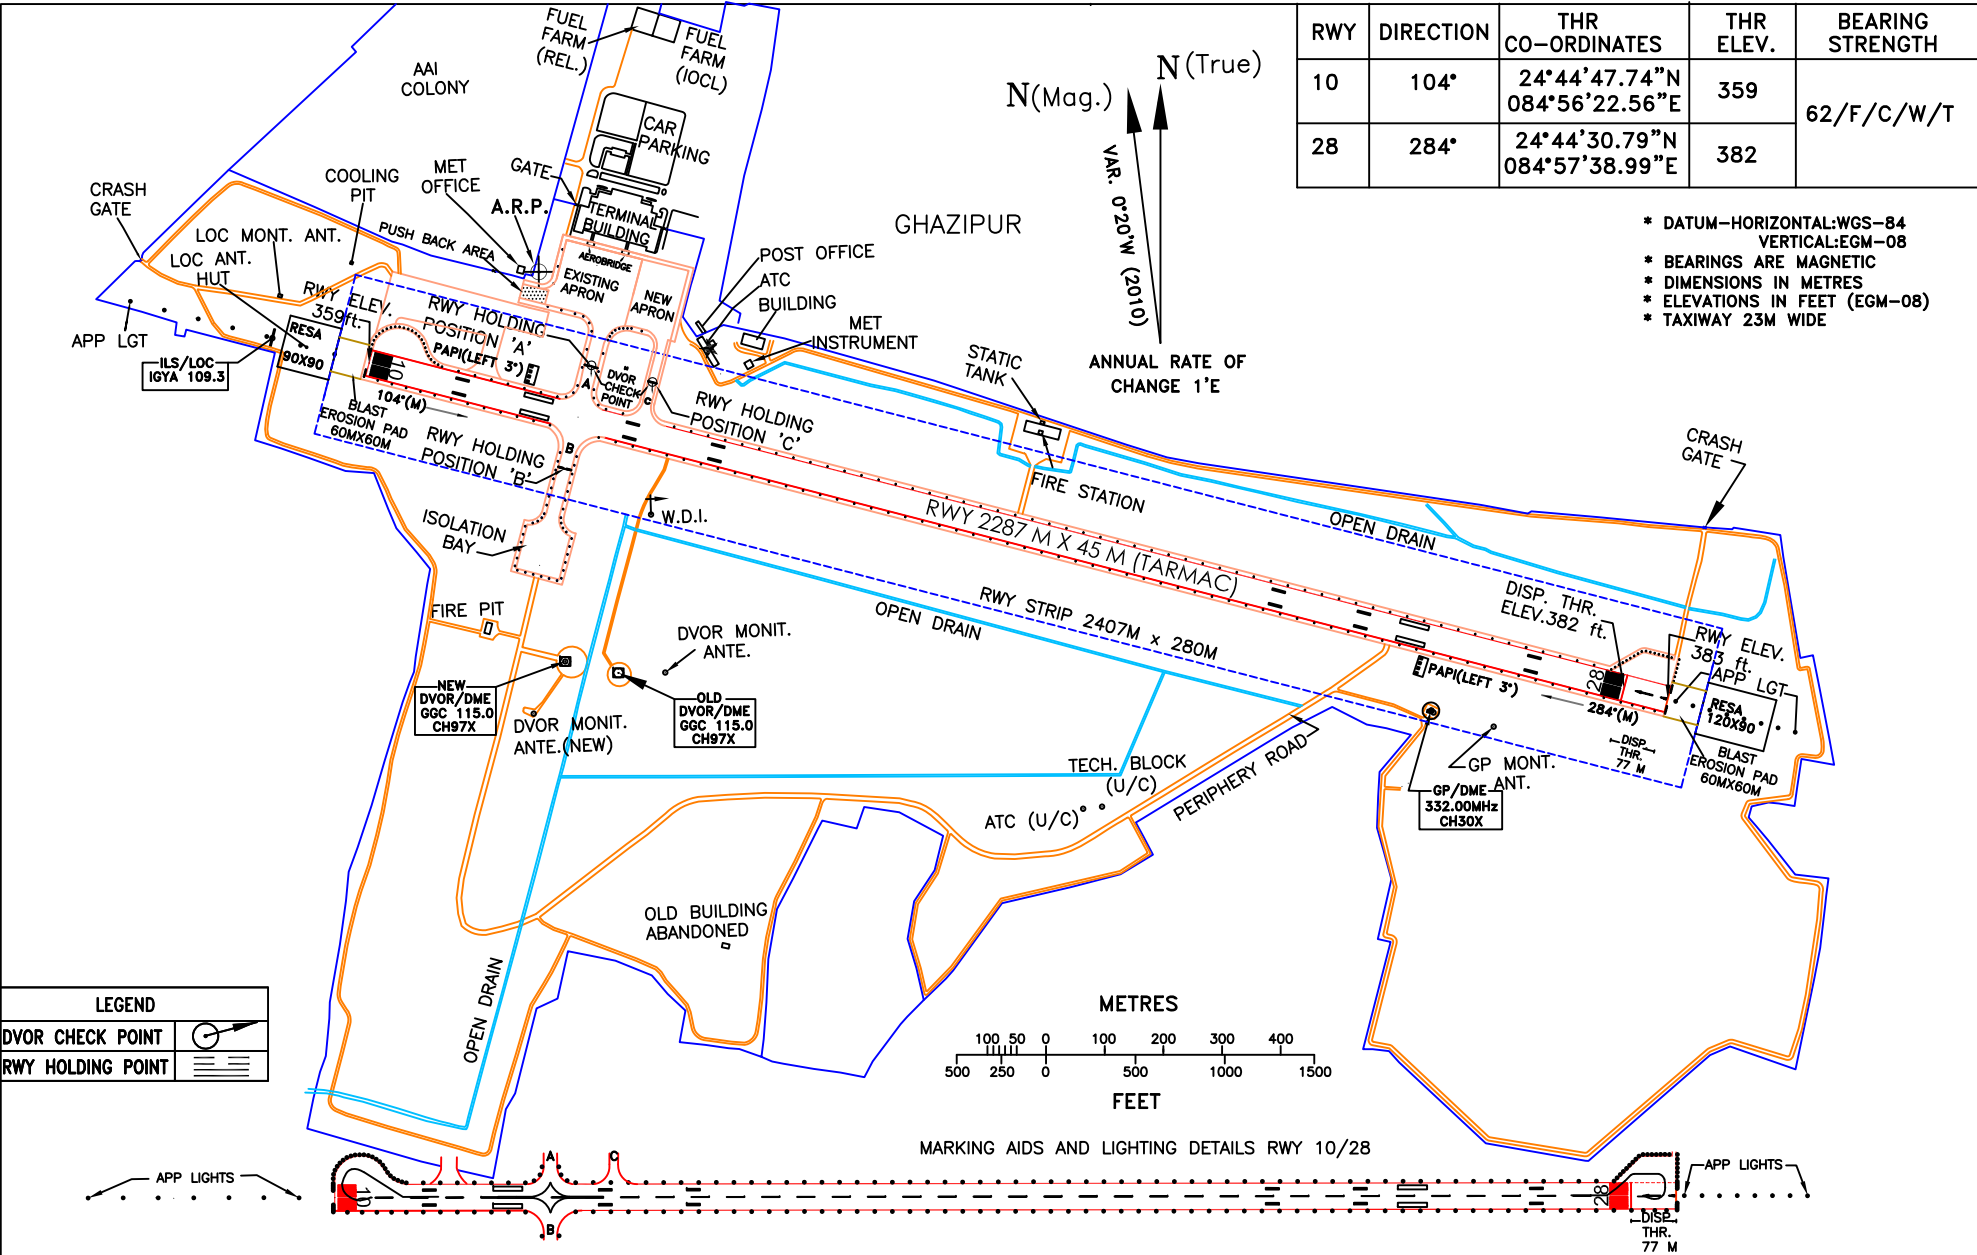 RWY DIRECTION THR CO-ORDINATES THR ELEV. BEARING STRENGTH
10 104° 24°44'47.74"N 084°56'22.56"E 359 62/F/C/W/T
28 284° 24°44'30.79"N 084°57'38.99"E 382
* DATUM-HORIZONTAL:WGS-84
VERTICAL:EGM-08
* BEARINGS ARE MAGNETIC
* DIMENSIONS IN METRES
* ELEVATIONS IN FEET (EGM-08)
* TAXIWAY 23M WIDE
N(Mag.)
N(True)
VAR. 0°20'W (2010)
ANNUAL RATE OF
CHANGE 1'E
FUEL
FARM
(REL.)
FUEL
FARM
(IOCL)
AAI
COLONY
CAR
PARKING
GATE
MET
OFFICE
COOLING
PIT
CRASH
GATE
A.R.P.
TERMINAL
BUILDING
PUSH BACK AREA
AEROBRIDGE
EXISTING
APRON
NEW
APRON
GHAZIPUR
POST OFFICE
ATC
BUILDING
MET
INSTRUMENT
LOC MONT. ANT.
LOC ANT.
HUT
RWY ELEV.
359ft.
RWY HOLDING
POSITION 'A'
PAPI(LEFT 3°)
APP LGT
ILS/LOC
IGYA 109.3
RESA
90X90
10
104°(M)
BLAST
EROSION PAD
60MX60M
A
DVOR
CHECK
POINT
C
RWY HOLDING
POSITION 'C'
RWY HOLDING
POSITION 'B'
B
STATIC
TANK
FIRE STATION
CRASH
GATE
ISOLATION
BAY
W.D.I.
RWY 2287 M X 45 M (TARMAC)
OPEN DRAIN
RWY STRIP 2407M x 280M
OPEN DRAIN
DISP. THR.
ELEV.382 ft.
RWY ELEV.
383 ft.
APP LGT
RESA
120X90
28
PAPI(LEFT 3°)
284°(M)
DISP
THR.
77 M
BLAST
EROSION PAD
60MX60M
FIRE PIT
DVOR MONIT.
ANTE.
NEW
DVOR/DME
GGC 115.0
CH97X
OLD
DVOR/DME
GGC 115.0
CH97X
DVOR MONIT.
ANTE.(NEW)
TECH. BLOCK
(U/C)
ATC (U/C)
PERIPHERY ROAD
GP MONT.
ANT.
GP/DME
332.00MHz
CH30X
OLD BUILDING
ABANDONED
OPEN DRAIN
LEGEND
DVOR CHECK POINT
RWY HOLDING POINT
METRES
100 50 0 100 200 300 400
500 250 0 500 1000 1500
FEET
MARKING AIDS AND LIGHTING DETAILS RWY 10/28
APP LIGHTS
10
A
C
B
28
APP LIGHTS
DISP
THR.
77 M